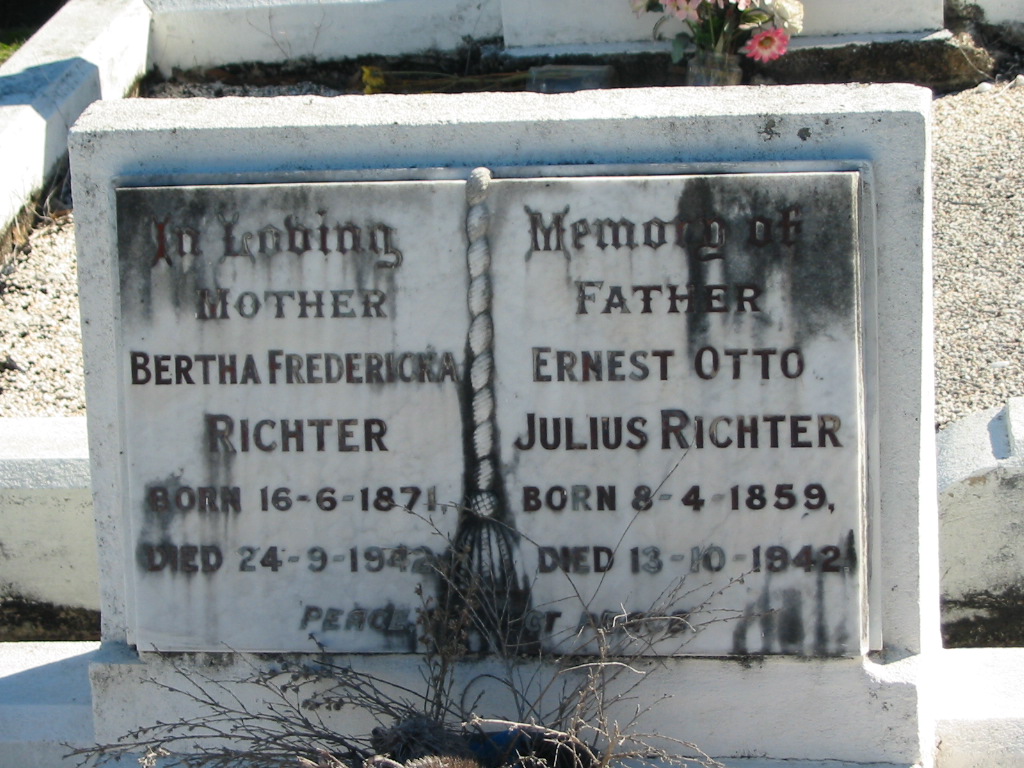 In Loving Memory of
MOTHER
BERTHA FREDERICKA
RICHTER
BORN 16-6-1871,
DIED 24-9-1942
FATHER
ERNEST OTTO
JULIUS RICHTER
BORN 8-4-1859,
DIED 13-10-1942
PEACE
PEACE